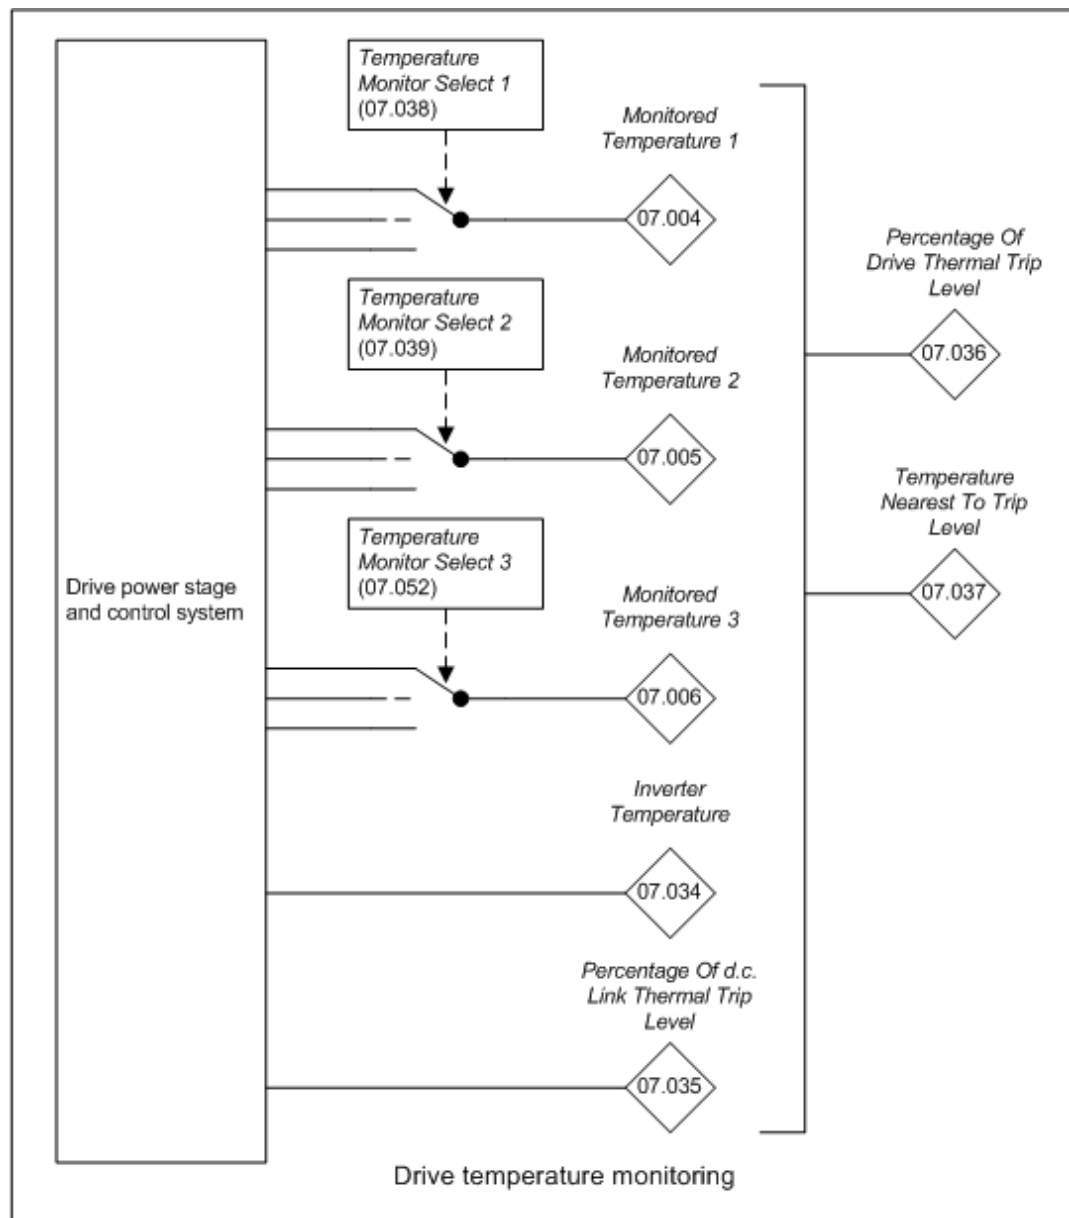 Temperature
Monitor Select 1
(07.038)
Monitored
Temperature 1
07.004
Temperature
Monitor Select 2
(07.039)
Monitored
Temperature 2
07.005
Temperature
Monitor Select 3
(07.052)
Monitored
Temperature 3
07.006
Drive power stage
and control system
Inverter
Temperature
07.034
Percentage Of d.c.
Link Thermal Trip
Level
07.035
Percentage Of
Drive Thermal Trip
Level
07.036
Temperature
Nearest To Trip
Level
07.037
Drive temperature monitoring